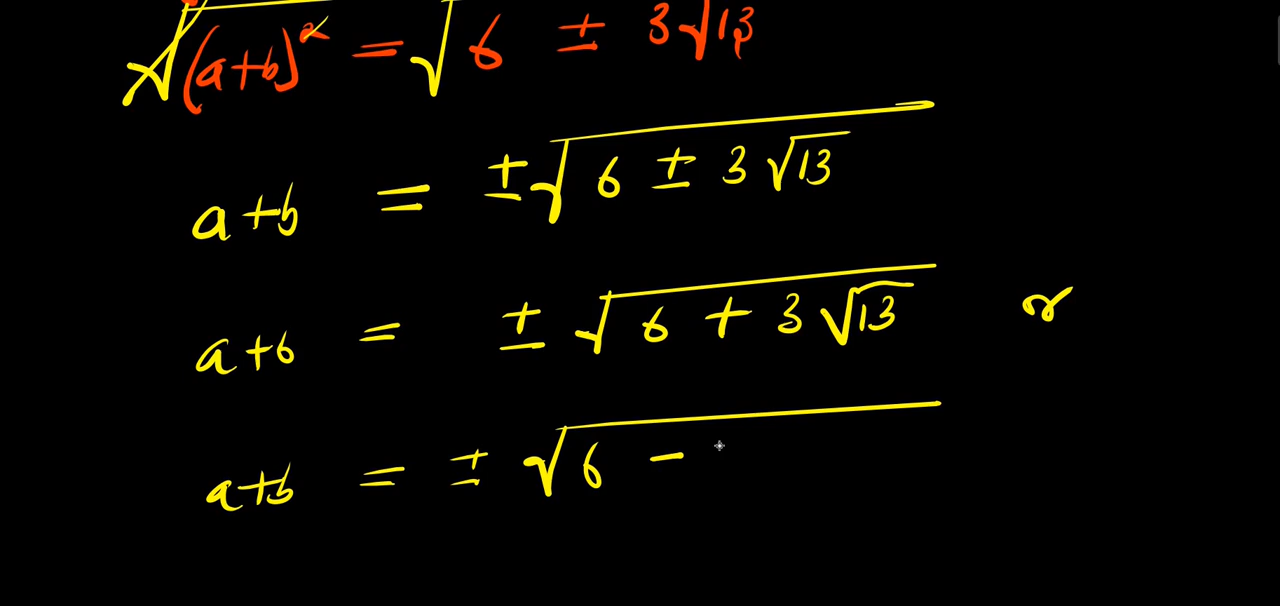 √(a+b)² = √6 ± 3√13
a+b = ±√6 ± 3√13
a+b = ±√6 + 3√13 or
a+b = ±√6 −